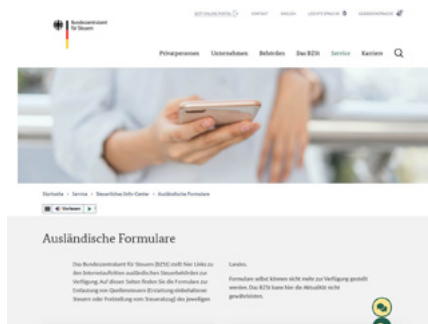 BZST ONLINE.PORTAL
KONTAKT
ENGLISH
LEICHTE SPRACHE
GEBÄRDENSPRACHE
Bundeszentralamt
für Steuern
Privatpersonen
Unternehmen
Behörden
Das BZSt
Service
Karriere
Startseite > Service > Steuerliches Info-Center > Ausländische Formulare
Vorlesen
Ausländische Formulare
Das Bundeszentralamt für Steuern (BZSt) stellt hier Links zu
den Internetauftritten ausländischer Steuerbehörden zur
Verfügung. Auf diesen Seiten finden Sie die Formulare zur
Entlastung von Quellensteuern (Erstattung einbehaltener
Steuern oder Freistellung vom Steuerabzug) des jeweiligen
Landes.
Formulare selbst können nicht mehr zur Verfügung gestellt
werden. Das BZSt kann hier die Aktualität nicht
gewährleisten.